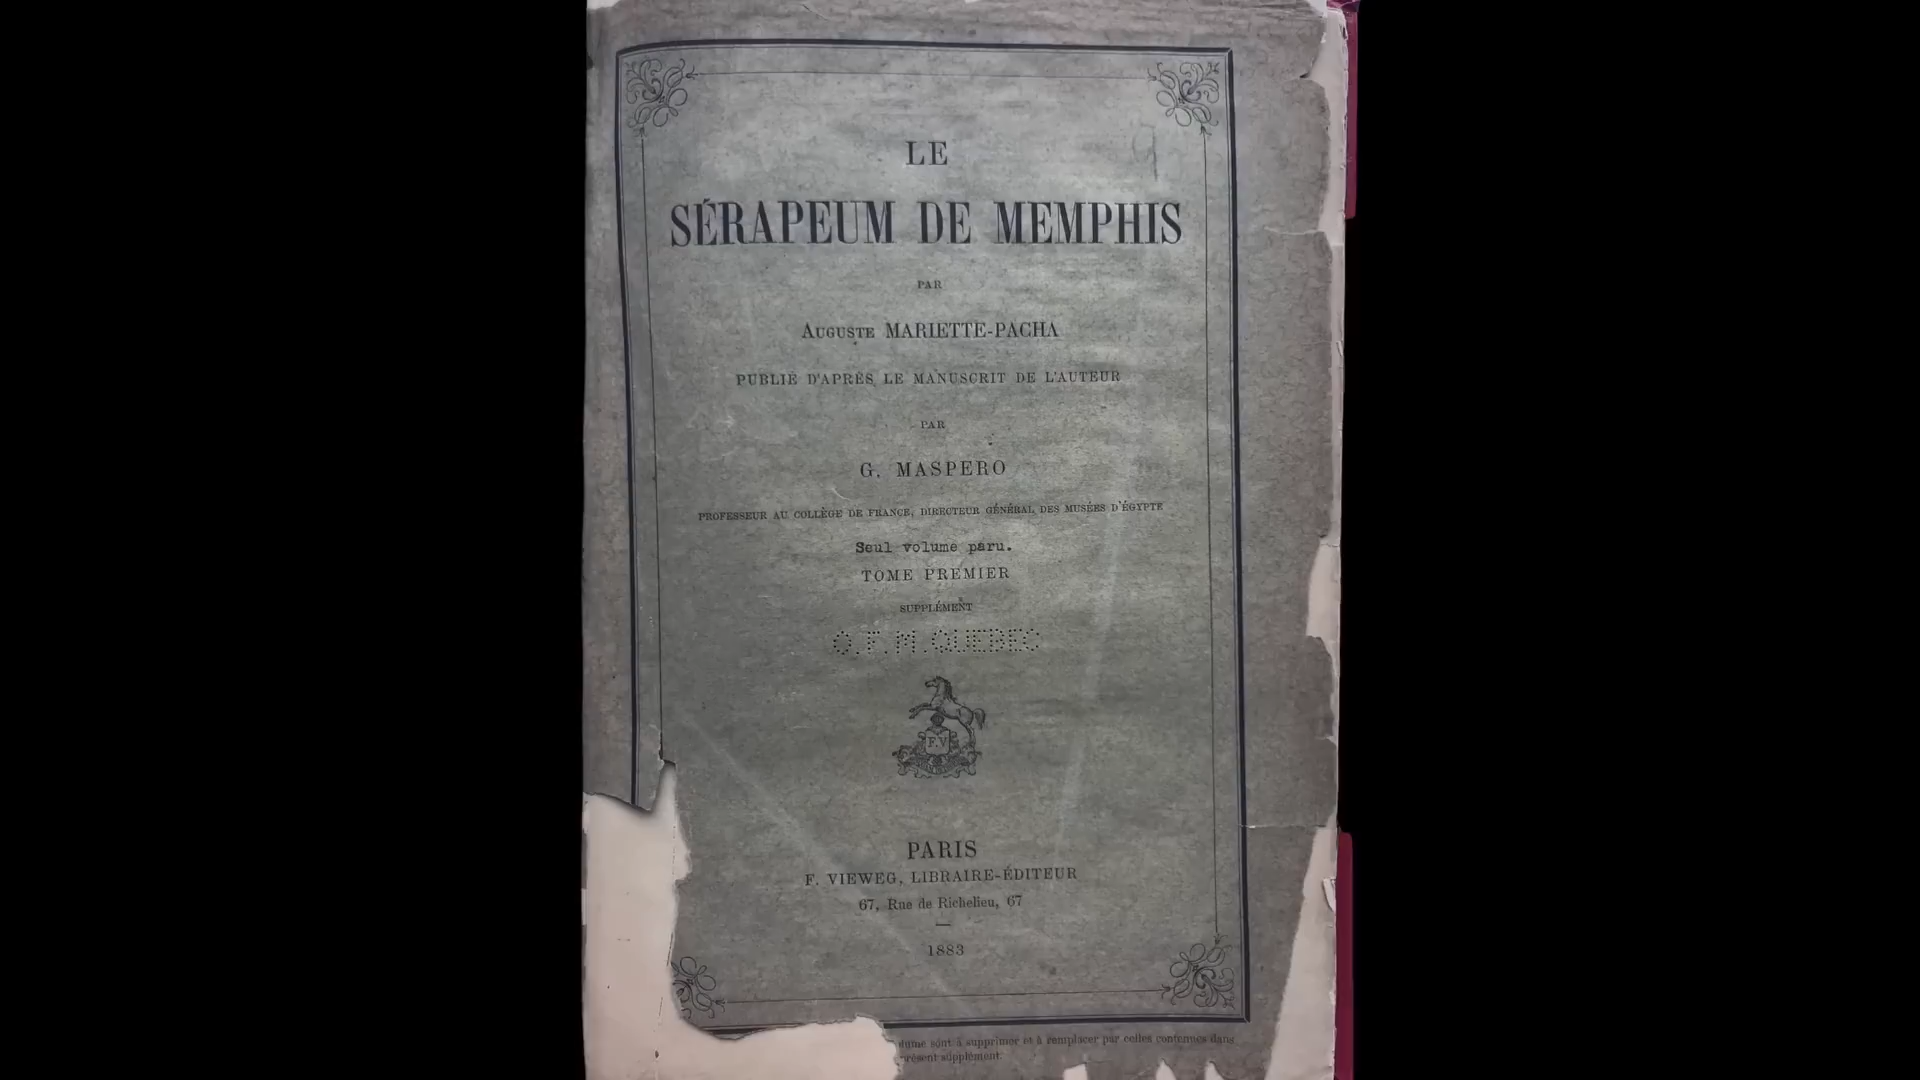 LE
SÉRAPEUM DE MEMPHIS
PAR
AUGUSTE MARIETTE-PACHA
PUBLIÉ D'APRÈS LE MANUSCRIT DE L'AUTEUR
PAR
G. MASPERO
PROFESSEUR AU COLLÈGE DE FRANCE, DIRECTEUR GÉNÉRAL DES MUSÉES D'ÉGYPTE
Seul volume paru.
TOME PREMIER
SUPPLÉMENT
O.F.M.QUEBEC
F.V
PARIS
F. VIEWEG, LIBRAIRE-ÉDITEUR
67, Rue de Richelieu, 67
1883
sont à supprimer et à remplacer par celles contenues dans
supplément.